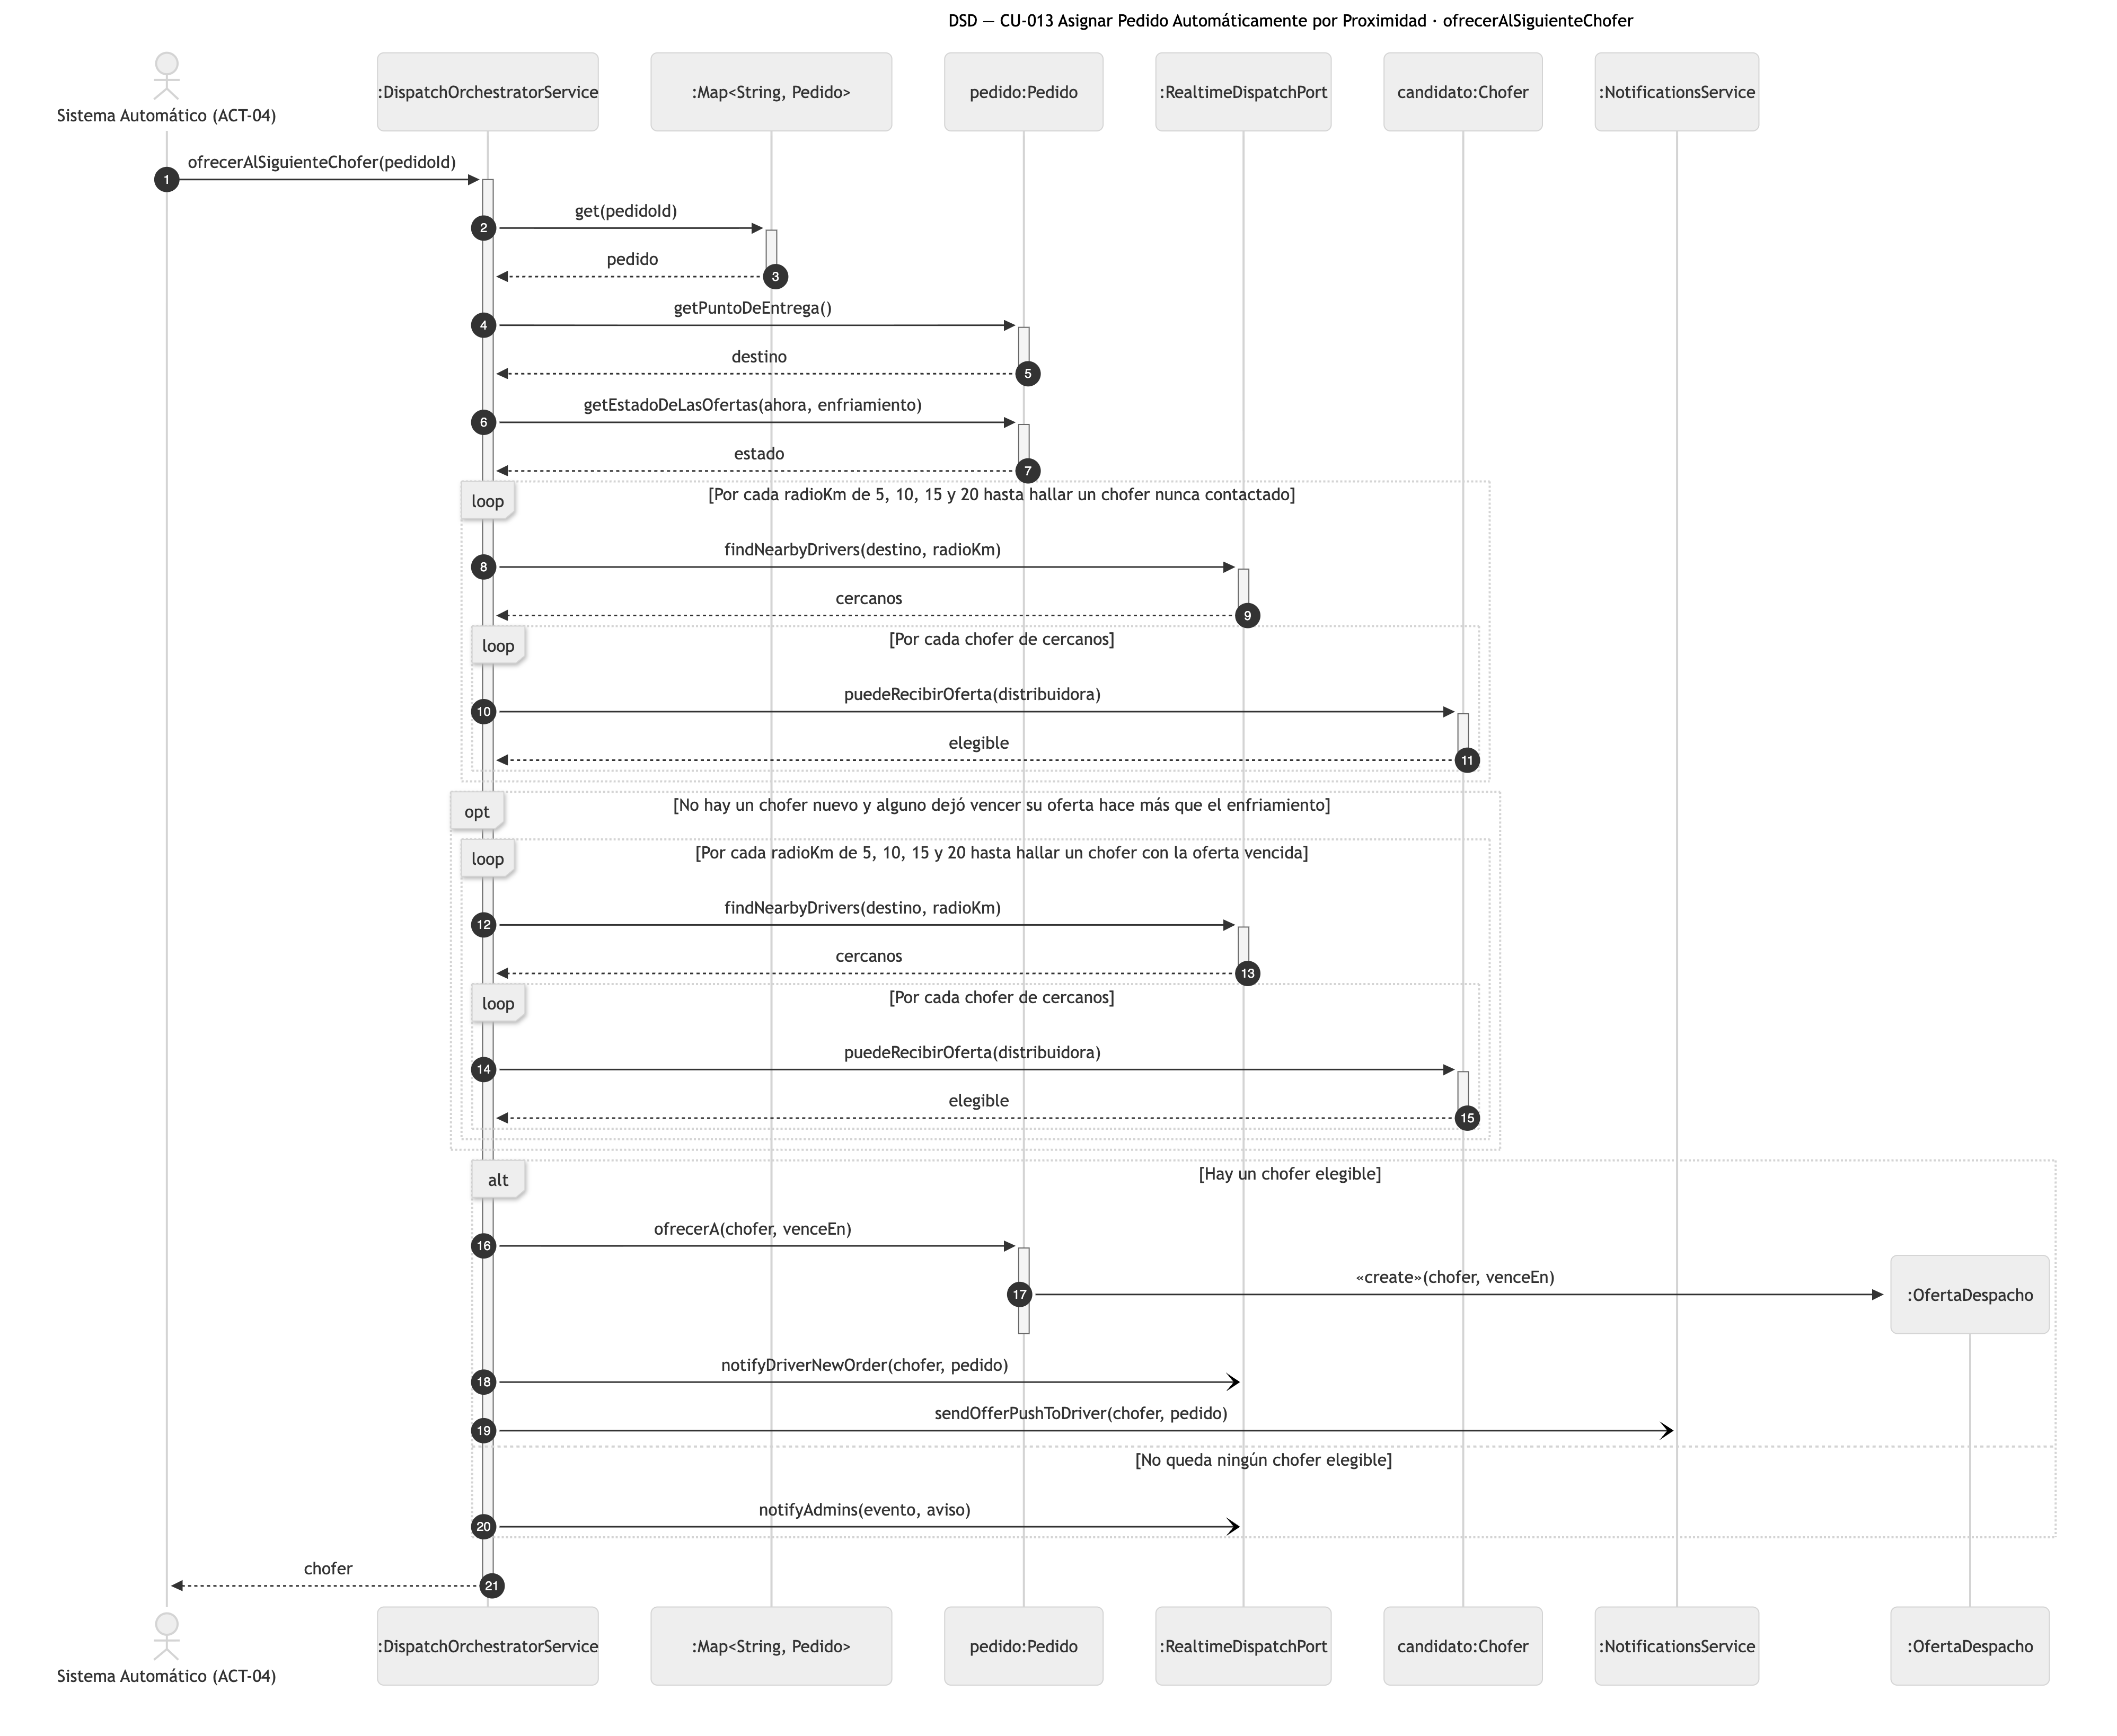 DSD — CU-013 Asignar Pedido Automáticamente por Proximidad · ofrecerAlSiguienteChofer
Sistema Automático (ACT-04)
:DispatchOrchestratorService
:Map<String, Pedido>
pedido:Pedido
:RealtimeDispatchPort
candidato:Chofer
:NotificationsService
ofrecerAlSiguienteChofer(pedidoId)
1
get(pedidoId)
2
pedido
3
getPuntoDeEntrega()
4
destino
5
getEstadoDeLasOfertas(ahora, enfriamiento)
6
estado
7
loop
[Por cada radioKm de 5, 10, 15 y 20 hasta hallar un chofer nunca contactado]
findNearbyDrivers(destino, radioKm)
8
cercanos
9
loop
[Por cada chofer de cercanos]
puedeRecibirOferta(distribuidora)
10
elegible
11
opt
[No hay un chofer nuevo y alguno dejó vencer su oferta hace más que el enfriamiento]
loop
[Por cada radioKm de 5, 10, 15 y 20 hasta hallar un chofer con la oferta vencida]
findNearbyDrivers(destino, radioKm)
12
cercanos
13
loop
[Por cada chofer de cercanos]
puedeRecibirOferta(distribuidora)
14
elegible
15
alt
[Hay un chofer elegible]
ofrecerA(chofer, venceEn)
16
«create»(chofer, venceEn)
17
:OfertaDespacho
notifyDriverNewOrder(chofer, pedido)
18
sendOfferPushToDriver(chofer, pedido)
19
[No queda ningún chofer elegible]
notifyAdmins(evento, aviso)
20
chofer
21
Sistema Automático (ACT-04)
:DispatchOrchestratorService
:Map<String, Pedido>
pedido:Pedido
:RealtimeDispatchPort
candidato:Chofer
:NotificationsService
:OfertaDespacho